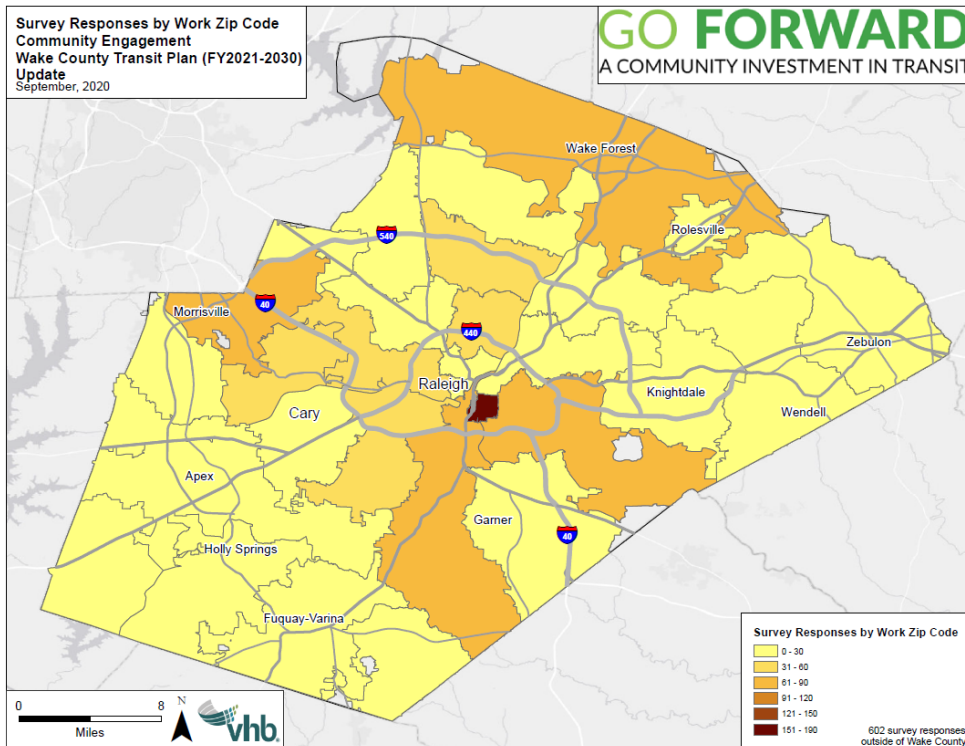 Survey Responses by Work Zip Code
Community Engagement
Wake County Transit Plan (FY2021-2030)
Update
September, 2020
GO FORWARD
A COMMUNITY INVESTMENT IN TRANSIT
Wake Forest
Rolesville
540
40
Morrisville
440
Zebulon
Raleigh
Knightdale
Cary
Wendell
Apex
Garner
40
Holly Springs
Fuquay-Varina
Survey Responses by Work Zip Code
0 - 30
31 - 60
61 - 90
91 - 120
121 - 150
151 - 190
602 survey responses
outside of Wake County
0 8
Miles
N
vhb